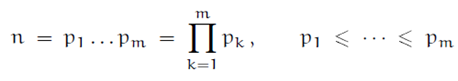 n = p₁ … pₘ = ∏ₖ₌₁ᵐ pₖ , p₁ ⩽ ⋯ ⩽ pₘ